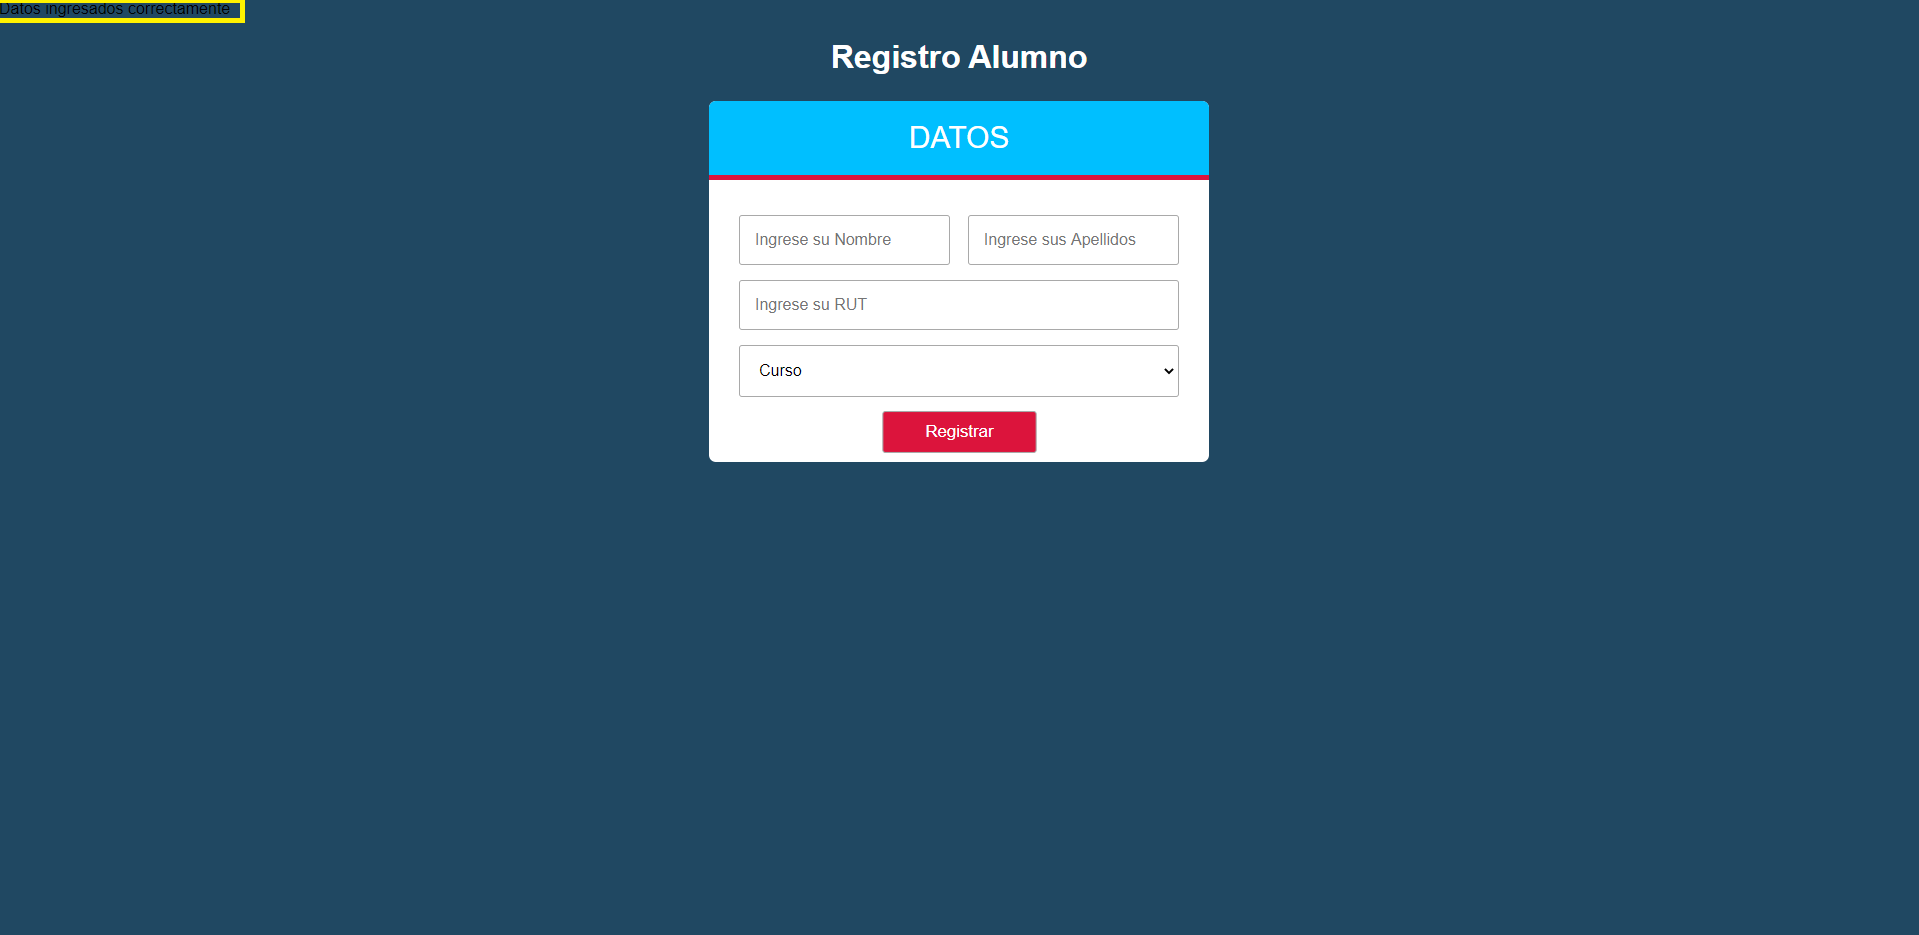 Datos ingresados correctamente
Registro Alumno
DATOS
Ingrese su Nombre
Ingrese sus Apellidos
Ingrese su RUT
Curso
Registrar